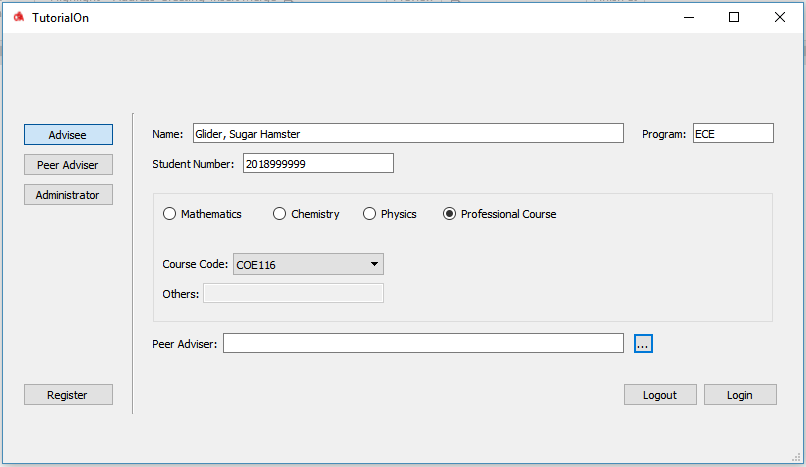 TutorialOn
Advisee
Peer Adviser
Administrator
Register
Name: Glider, Sugar Hamster Program: ECE
Student Number: 2018999999
Mathematics Chemistry Physics Professional Course
Course Code: COE116
Others:
Peer Adviser: ...
Logout Login